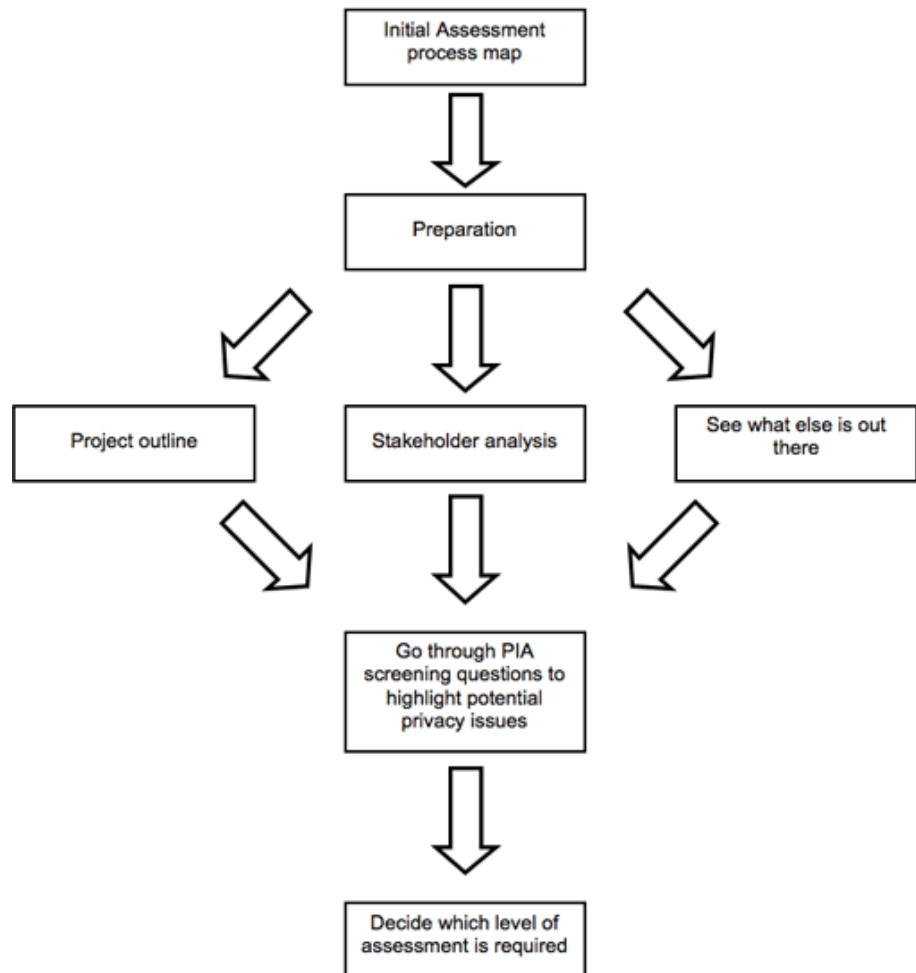 Initial Assessment
process map
Preparation
Project outline
Stakeholder analysis
See what else is out
there
Go through PIA
screening questions to
highlight potential
privacy issues
Decide which level of
assessment is required